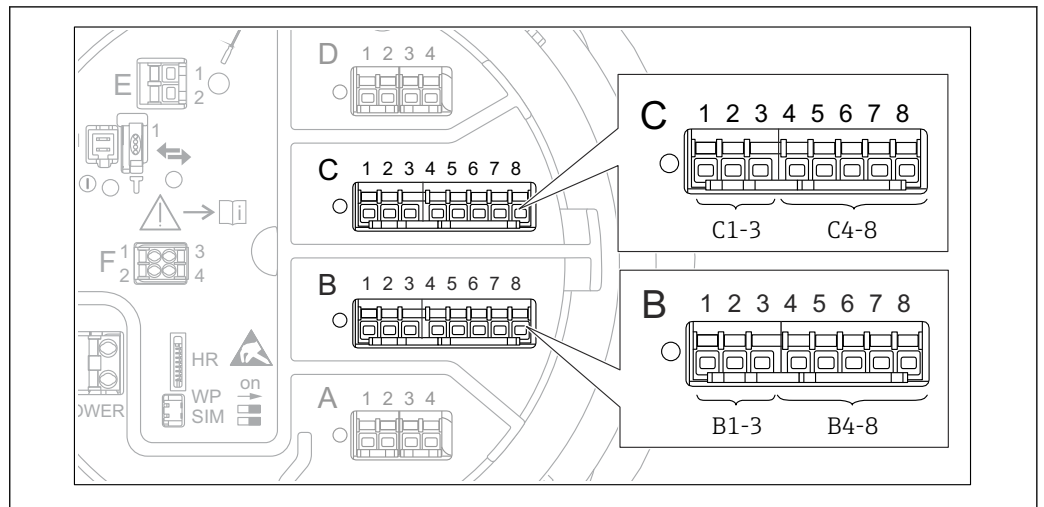 D 1 2 3 4
E 1
2
1
C 1 2 3 4 5 6 7 8
C 1 2 3 4 5 6 7 8
C1-3 C4-8
i
F 1 3
2 4
B 1 2 3 4 5 6 7 8
B 1 2 3 4 5 6 7 8
B1-3 B4-8
HR
WP on
SIM
OWER
A 1 2 3 4